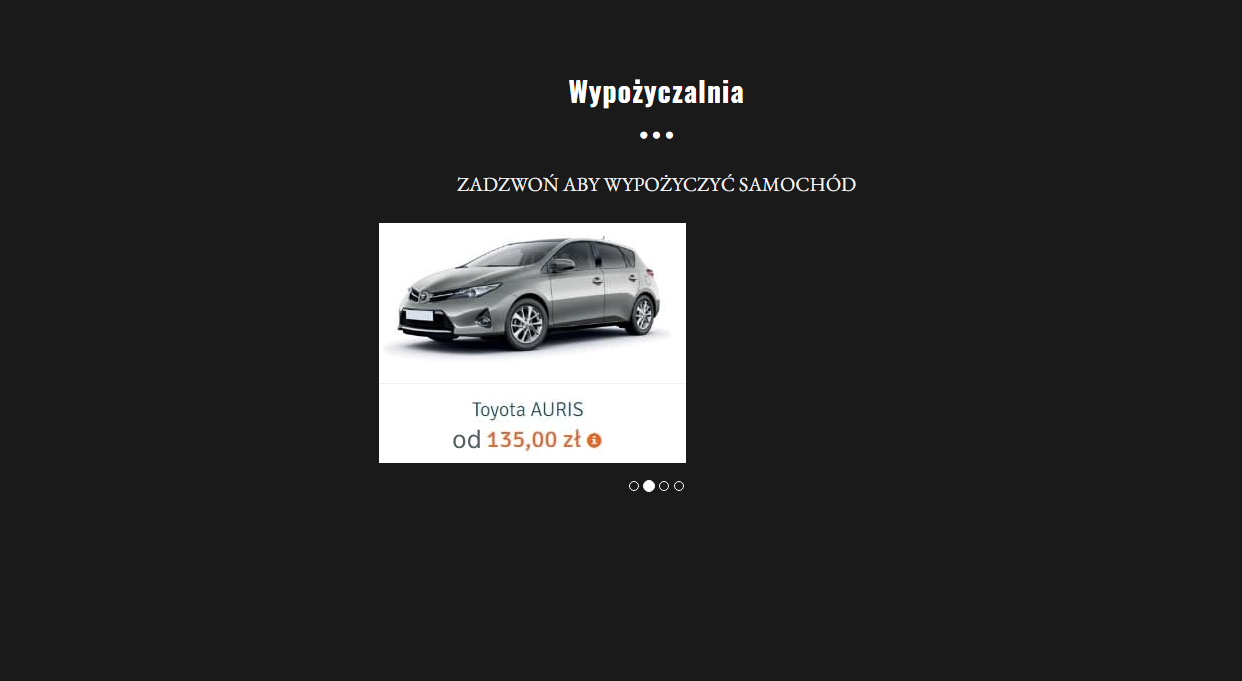 Wypożyczalnia
ZADZWOŃ ABY WYPOŻYCZYĆ SAMOCHÓD
Toyota AURIS
od 135,00 zł